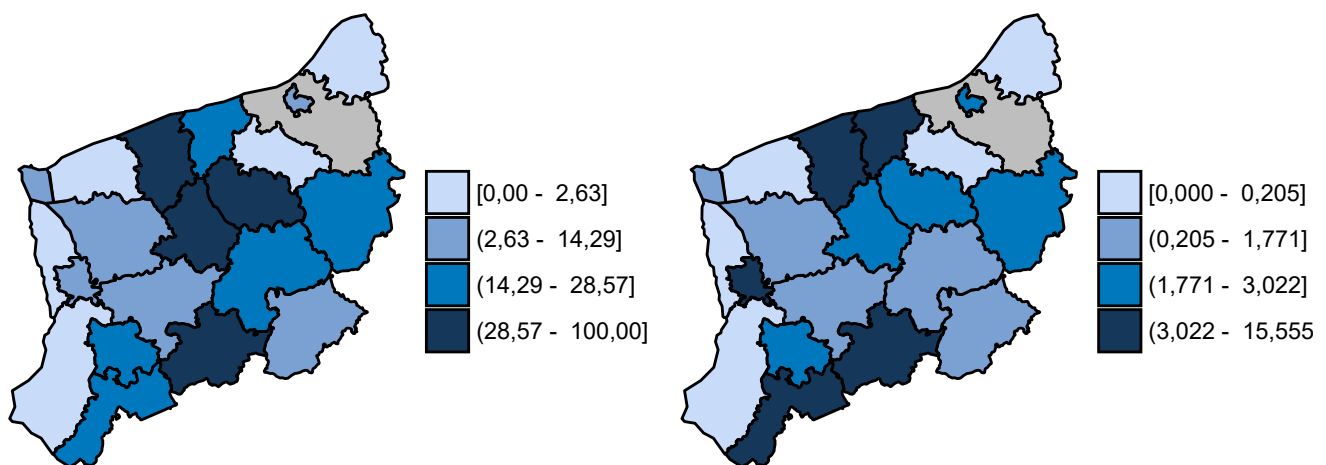 [0,00 - 2,63]
(2,63 - 14,29]
(14,29 - 28,57]
(28,57 - 100,00]
[0,000 - 0,205]
(0,205 - 1,771]
(1,771 - 3,022]
(3,022 - 15,555